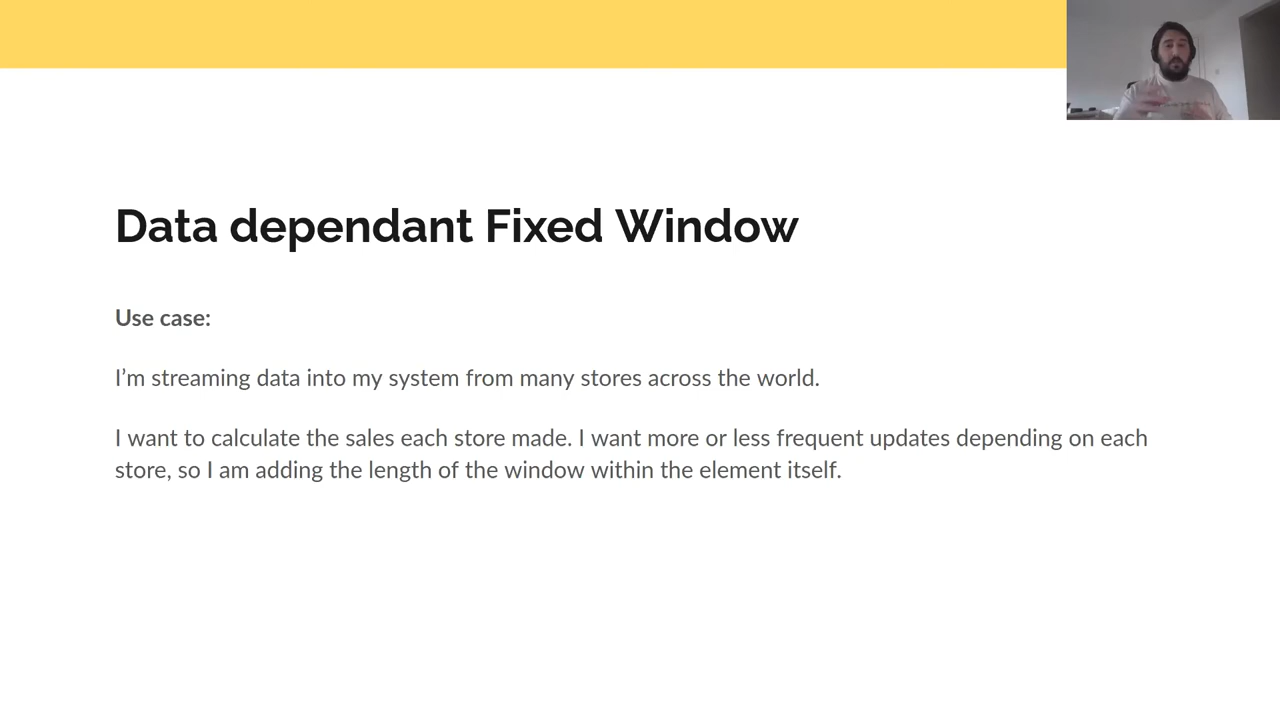 Data dependant Fixed Window
Use case:
I’m streaming data into my system from many stores across the world.
I want to calculate the sales each store made. I want more or less frequent updates depending on each
store, so I am adding the length of the window within the element itself.